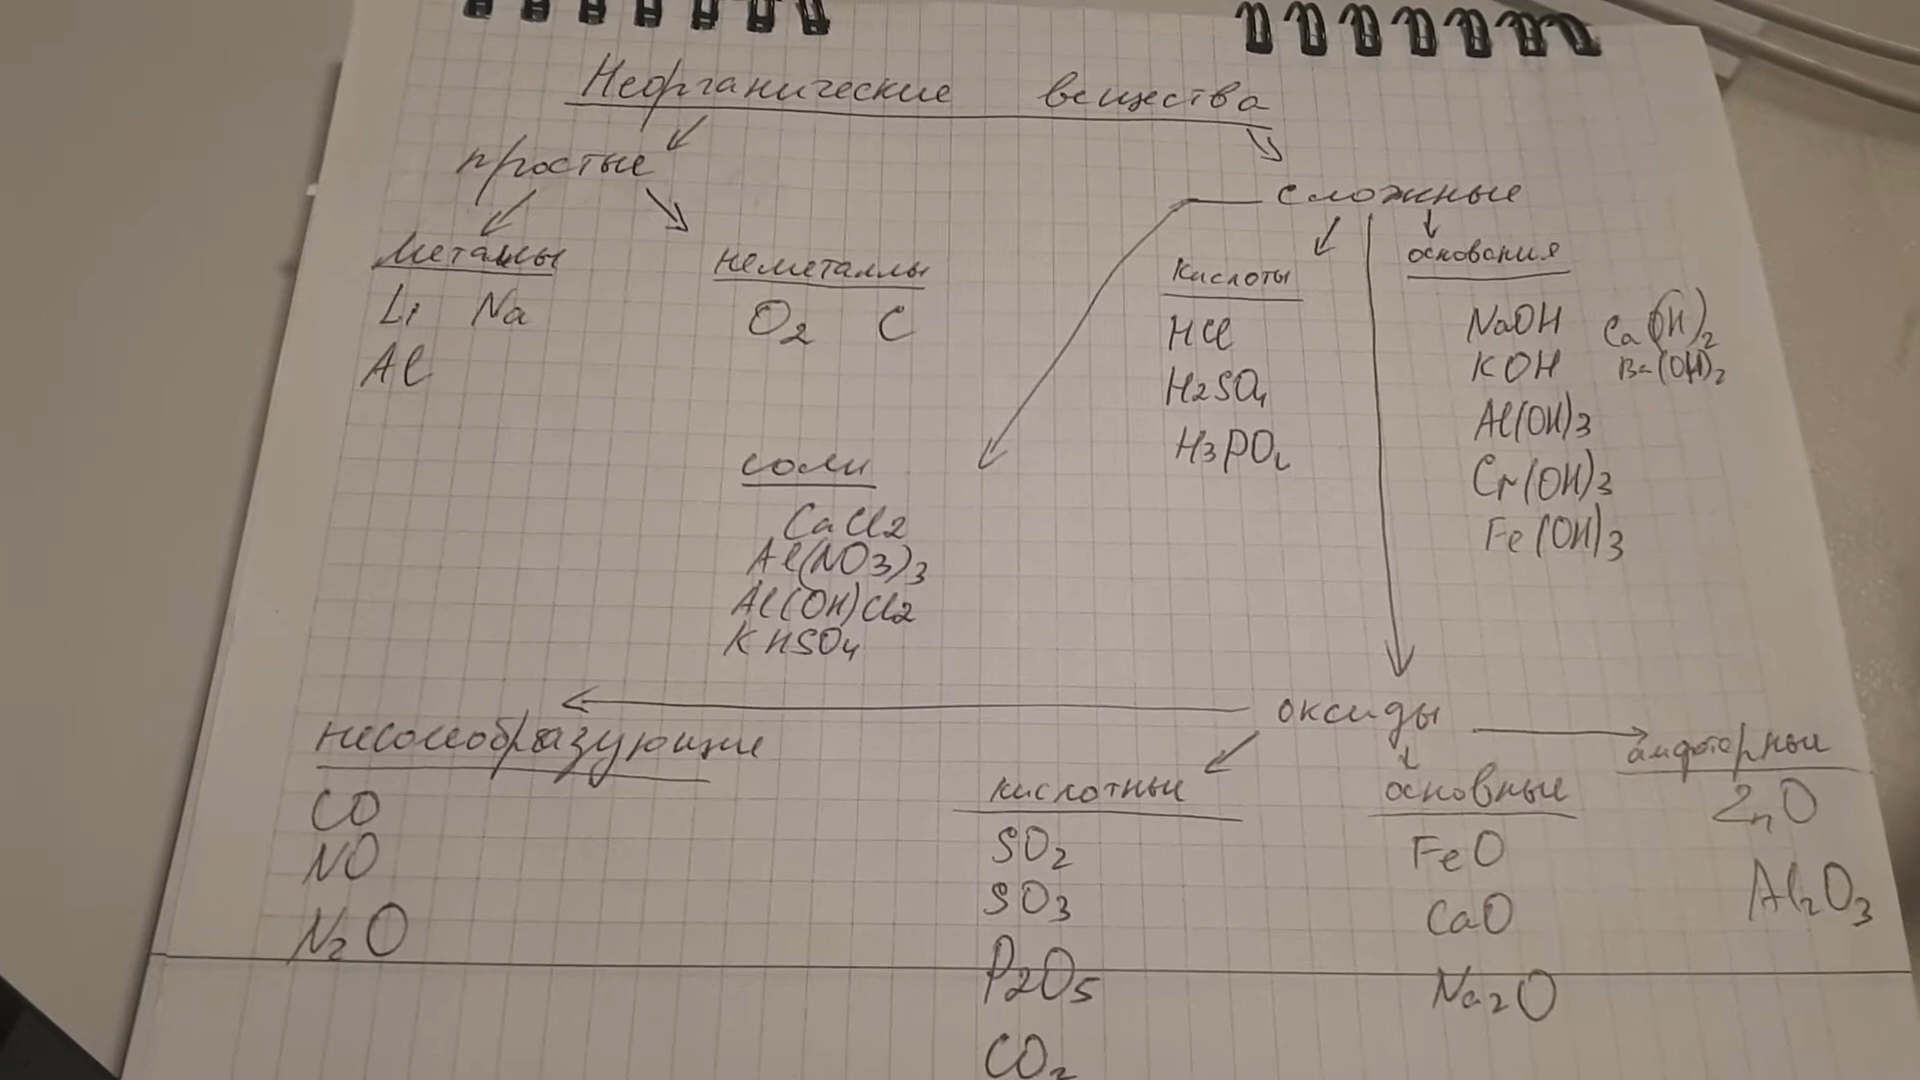 Неорганические вещества
простые
сложные
металлы
неметаллы
кислоты
основания
Li Na
Al
O2 C
HCl
H2SO4
H3PO4
NaOH Ca(OH)2
KOH Ba(OH)2
Al(OH)3
Cr(OH)3
Fe(OH)3
соли
CaCl2
Al(NO3)3
Al(OH)Cl2
KHSO4
оксиды
несолеобразующие
CO
NO
N2O
кислотные
SO2
SO3
P2O5
CO2
основные
FeO
CaO
Na2O
амфотерные
ZnO
Al2O3